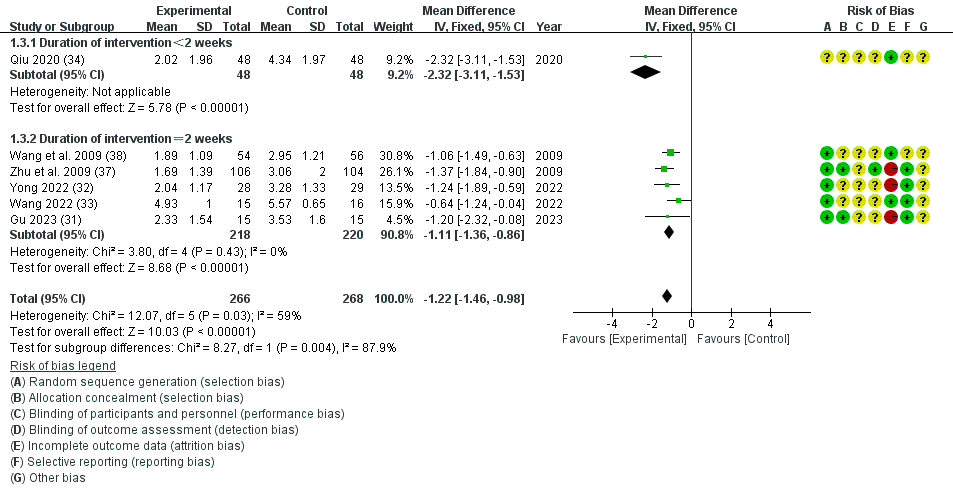 Experimental Control Mean Difference Mean Difference Risk of Bias
Study or Subgroup Mean SD Total Mean SD Total Weight IV, Fixed, 95% CI Year IV, Fixed, 95% CI A B C D E F G
1.3.1 Duration of intervention<2 weeks
Qiu 2020 (34) 2.02 1.96 48 4.34 1.97 48 9.2% -2.32 [-3.11, -1.53] 2020 ? ? ? ? + ? ?
Subtotal (95% CI) 48 48 9.2% -2.32 [-3.11, -1.53]
Heterogeneity: Not applicable
Test for overall effect: Z = 5.78 (P < 0.00001)
1.3.2 Duration of intervention=2 weeks
Wang et al. 2009 (38) 1.89 1.09 54 2.95 1.21 56 30.8% -1.06 [-1.49, -0.63] 2009 + ? ? ? + ? ?
Zhu et al. 2009 (37) 1.69 1.39 106 3.06 2 104 26.1% -1.37 [-1.84, -0.90] 2009 + ? ? + - + ?
Yong 2022 (32) 2.04 1.17 28 3.28 1.33 29 13.5% -1.24 [-1.89, -0.59] 2022 + ? ? ? - + ?
Wang 2022 (33) 4.93 1 15 5.57 0.65 16 15.9% -0.64 [-1.24, -0.04] 2022 + ? ? ? + + ?
Gu 2023 (31) 2.33 1.54 15 3.53 1.6 15 4.5% -1.20 [-2.32, -0.08] 2023 + + ? ? - + ?
Subtotal (95% CI) 218 220 90.8% -1.11 [-1.36, -0.86]
Heterogeneity: Chi² = 3.80, df = 4 (P = 0.43); I² = 0%
Test for overall effect: Z = 8.68 (P < 0.00001)
Total (95% CI) 266 268 100.0% -1.22 [-1.46, -0.98]
Heterogeneity: Chi² = 12.07, df = 5 (P = 0.03); I² = 59%
Test for overall effect: Z = 10.03 (P < 0.00001)
Test for subgroup differences: Chi² = 8.27, df = 1 (P = 0.004), I² = 87.9%
-4 -2 0 2 4
Favours [Experimental] Favours [Control]
Risk of bias legend
(A) Random sequence generation (selection bias)
(B) Allocation concealment (selection bias)
(C) Blinding of participants and personnel (performance bias)
(D) Blinding of outcome assessment (detection bias)
(E) Incomplete outcome data (attrition bias)
(F) Selective reporting (reporting bias)
(G) Other bias